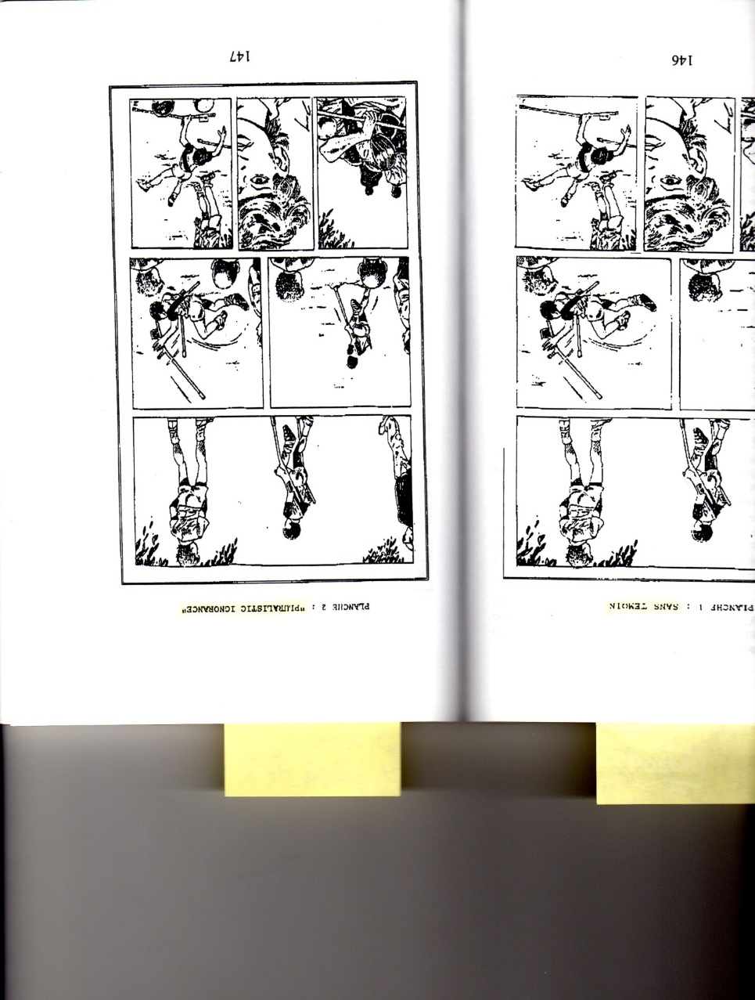 PLANCHE 1 : SANS TEMOIN
146
PLANCHE 2 : "PLURALISTIC IGNORANCE"
147